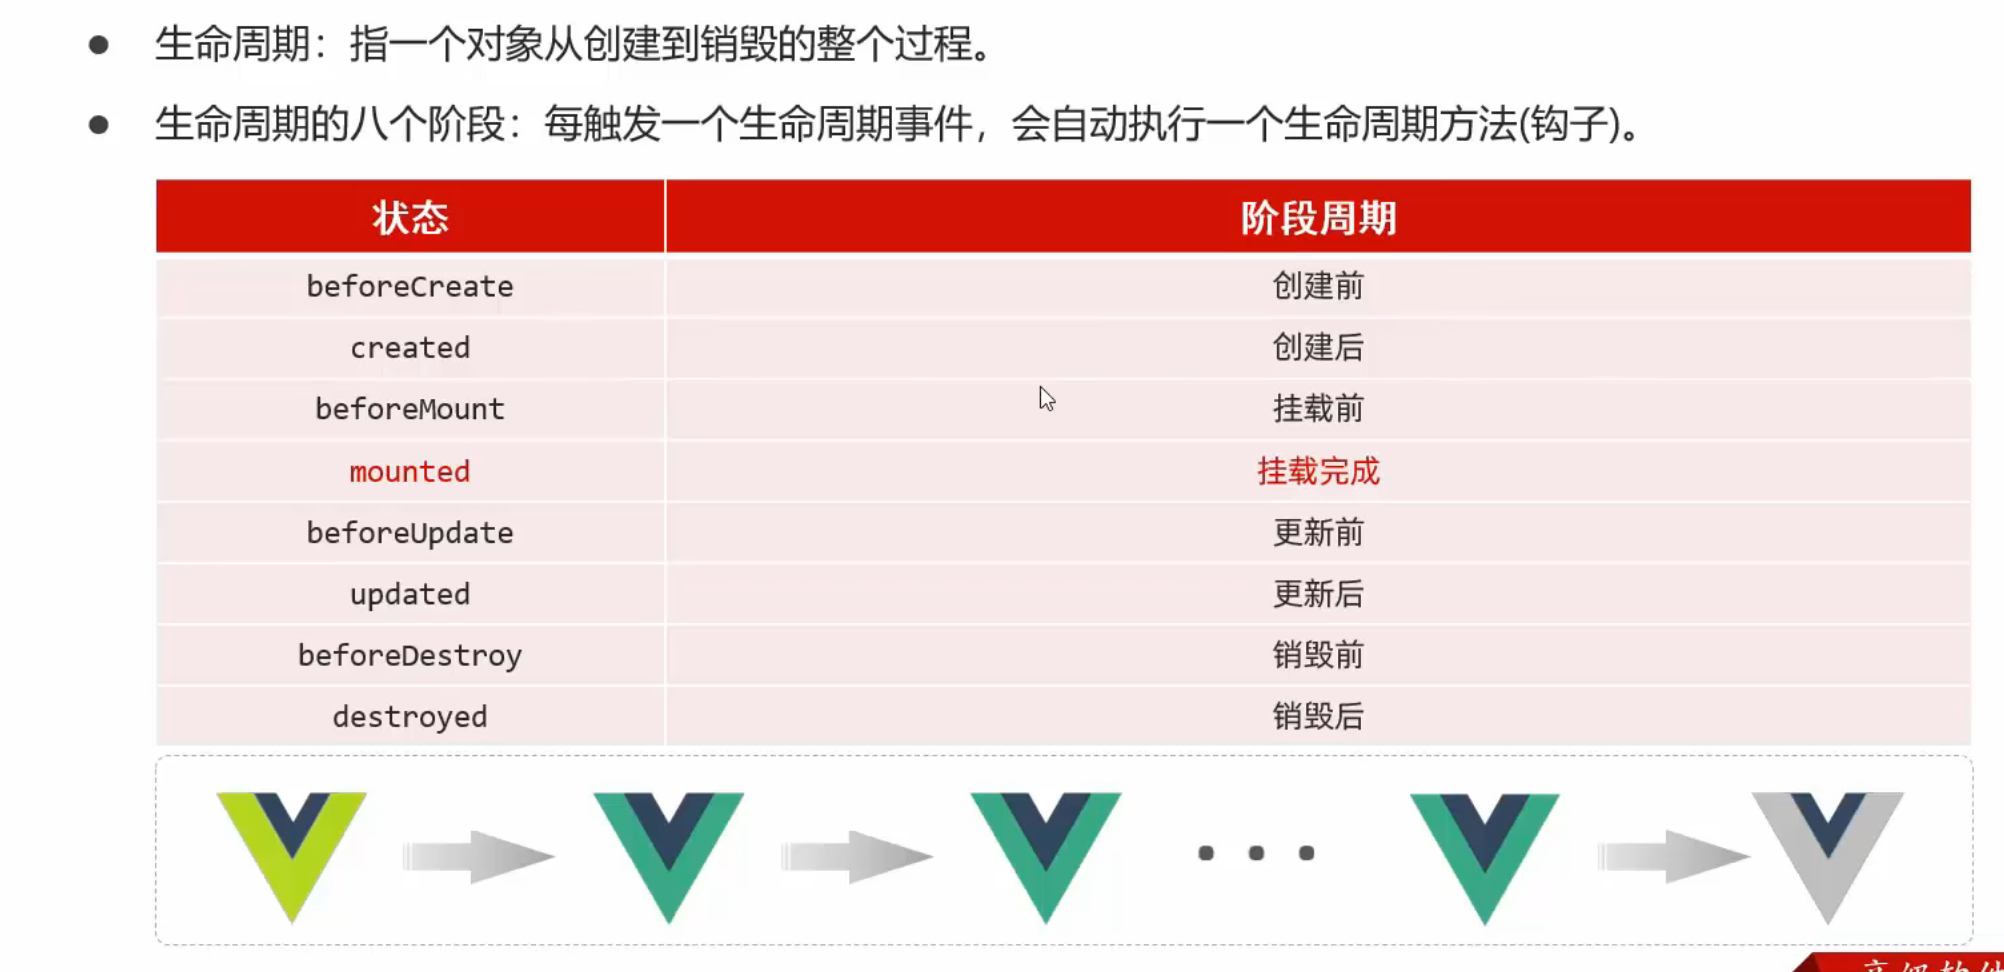 生命周期：指一个对象从创建到销毁的整个过程。
生命周期的八个阶段：每触发一个生命周期事件，会自动执行一个生命周期方法(钩子)。
状态 阶段周期
beforeCreate 创建前
created 创建后
beforeMount 挂载前
mounted 挂载完成
beforeUpdate 更新前
updated 更新后
beforeDestroy 销毁前
destroyed 销毁后